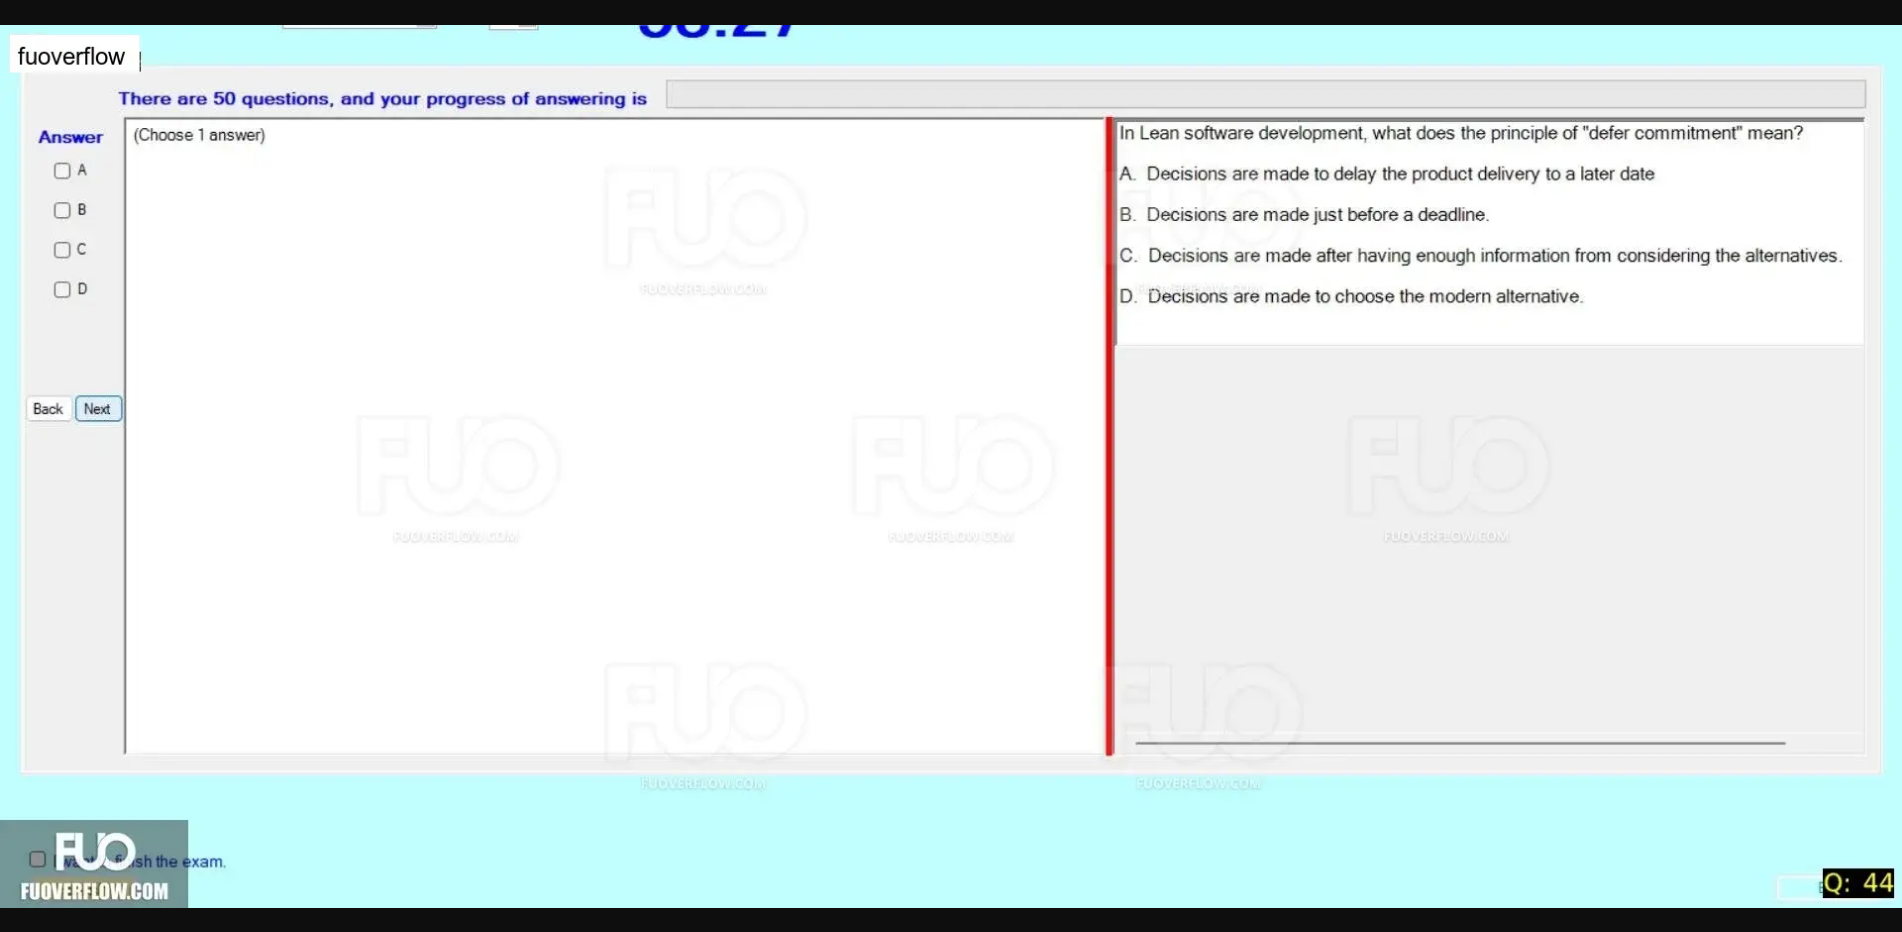 fuoverflow
There are 50 questions, and your progress of answering is
Answer
(Choose 1 answer)
A
B
C
D
Back Next
In Lean software development, what does the principle of "defer commitment" mean?
A. Decisions are made to delay the product delivery to a later date
B. Decisions are made just before a deadline.
C. Decisions are made after having enough information from considering the alternatives.
D. Decisions are made to choose the modern alternative.
FUO
FUOVERFLOW.COM
FUO
FUOVERFLOW.COM
FUO
FUOVERFLOW.COM
FUO
FUOVERFLOW.COM
FUO
FUOVERFLOW.COM
FUO
FUOVERFLOW.COM
FUO
FUOVERFLOW.COM
the exam.
FUO
FUOVERFLOW.COM
Q: 44